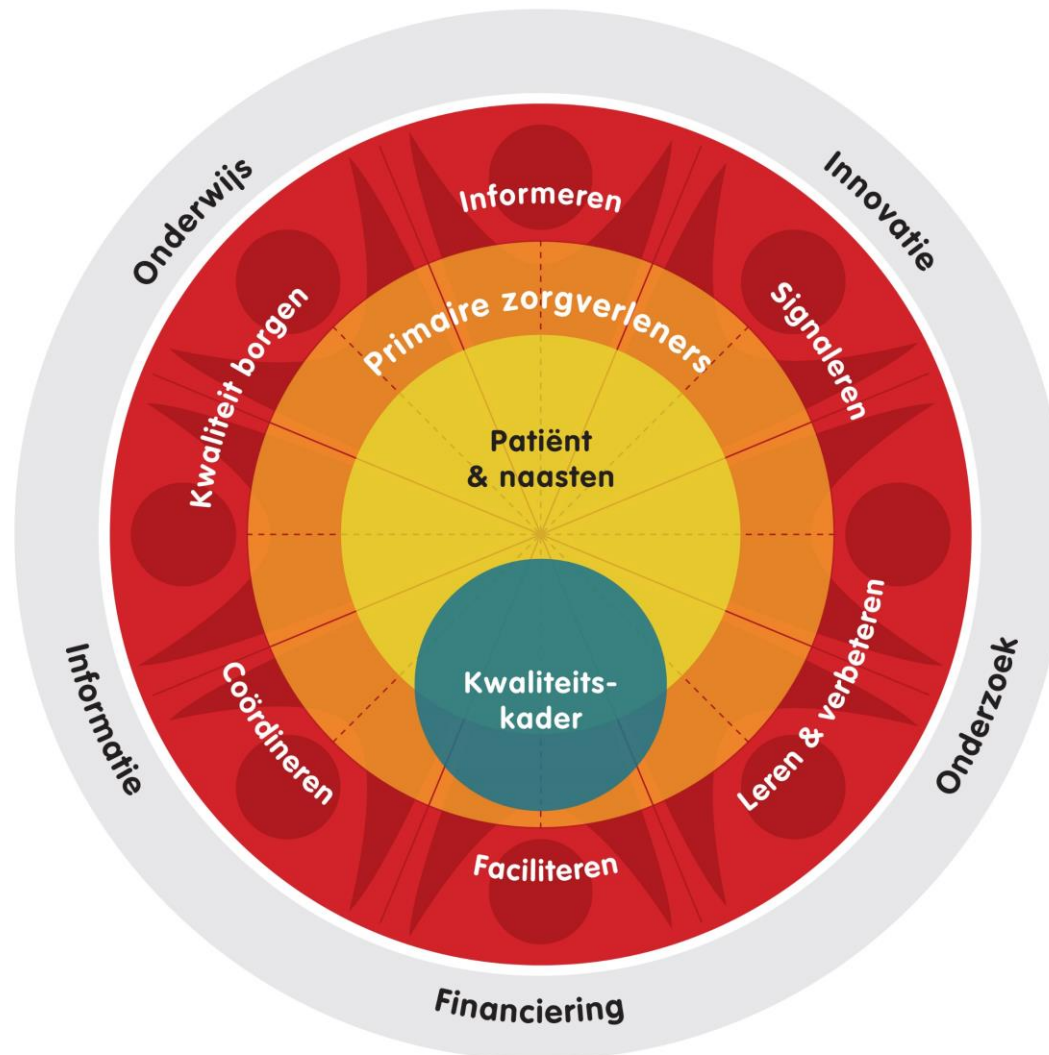 Onderwijs
Innovatie
Informeren
Kwaliteit borgen
Primaire zorgverleners
Signaleren
Patiënt
& naasten
Kwaliteits-
kader
Informatie
Coördineren
Leren & verbeteren
Onderzoek
Faciliteren
Financiering